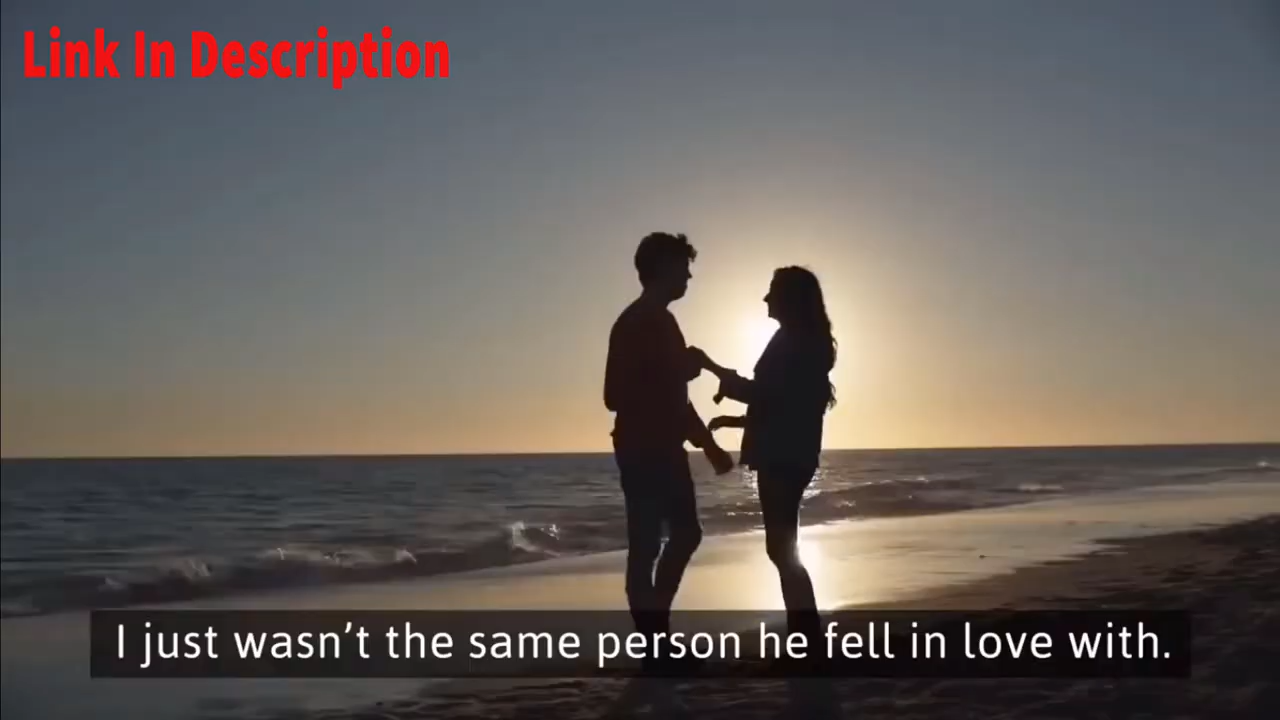 Link In Description
I just wasn’t the same person he fell in love with.